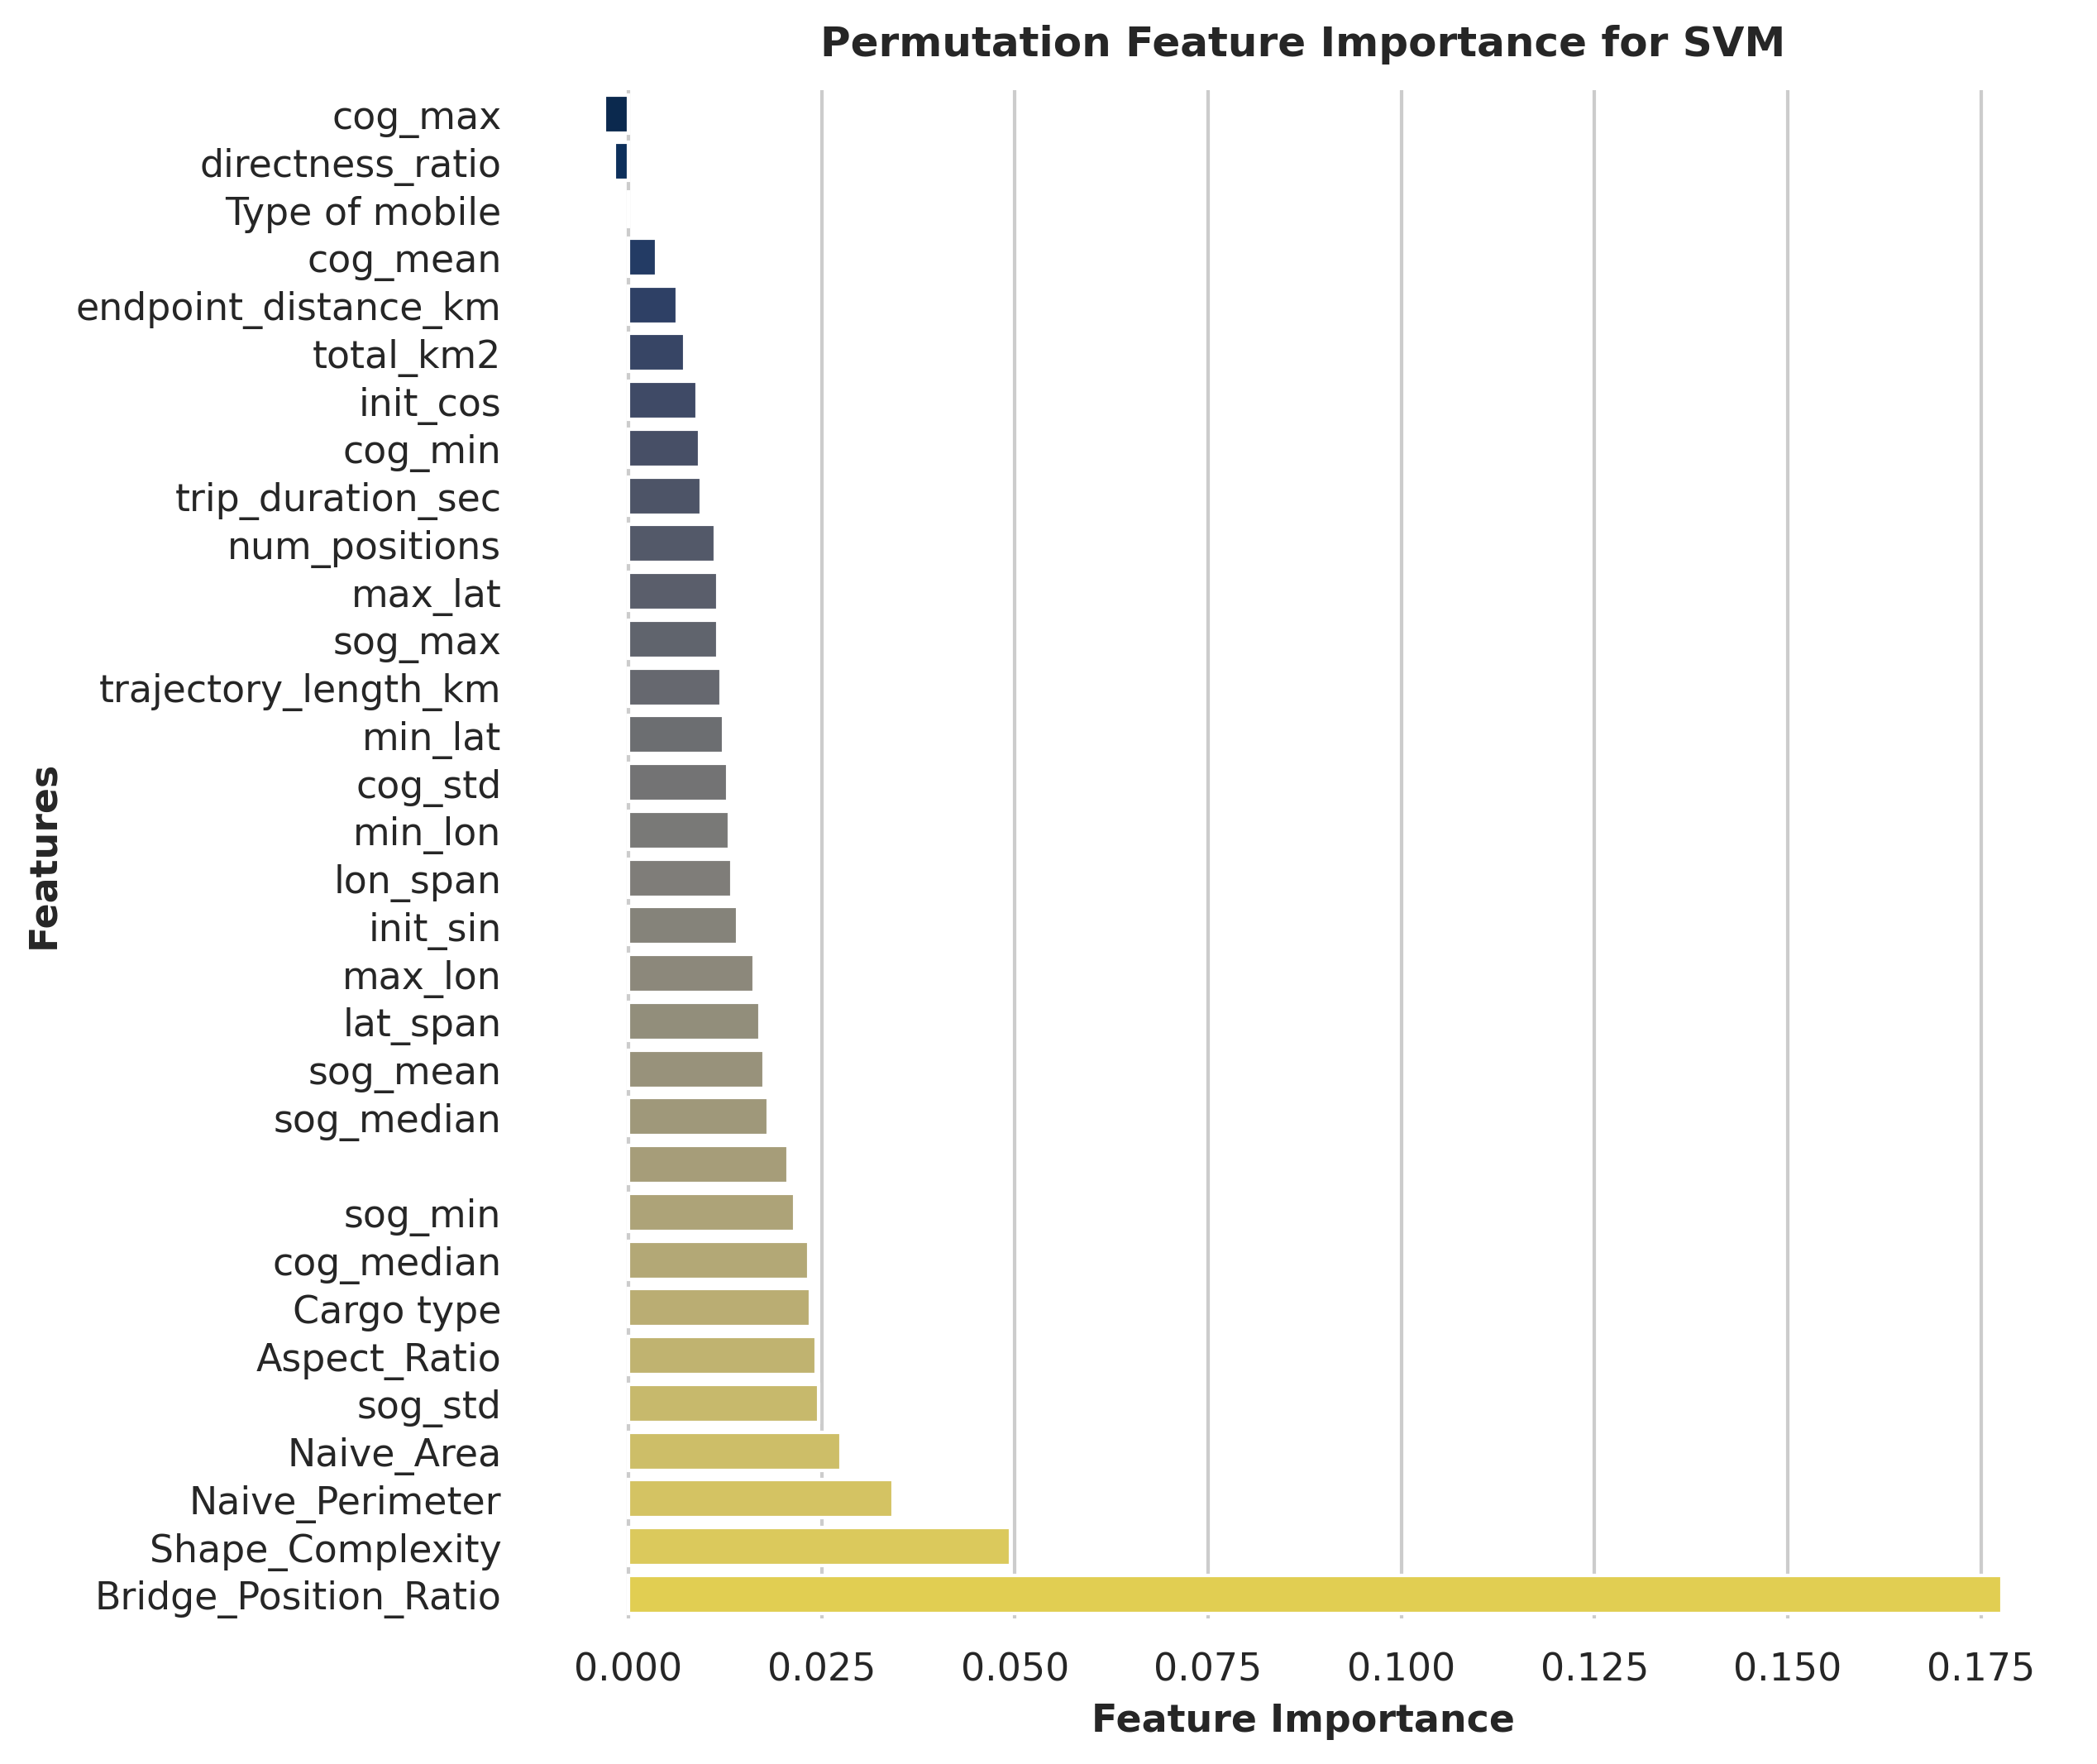 Permutation Feature Importance for SVM
cog_max
directness_ratio
Type of mobile
cog_mean
endpoint_distance_km
total_km2
init_cos
cog_min
trip_duration_sec
num_positions
max_lat
sog_max
trajectory_length_km
min_lat
cog_std
min_lon
lon_span
init_sin
max_lon
lat_span
sog_mean
sog_median
sog_min
cog_median
Cargo type
Aspect_Ratio
sog_std
Naive_Area
Naive_Perimeter
Shape_Complexity
Bridge_Position_Ratio
Features
0.000 0.025 0.050 0.075 0.100 0.125 0.150 0.175
Feature Importance